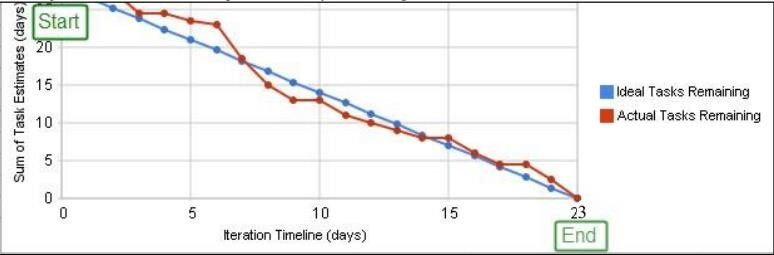 Sum of Task Estimates (days)
Start
20
15
10
5
0
0
5
10
15
23
Iteration Timeline (days)
End
Ideal Tasks Remaining
Actual Tasks Remaining